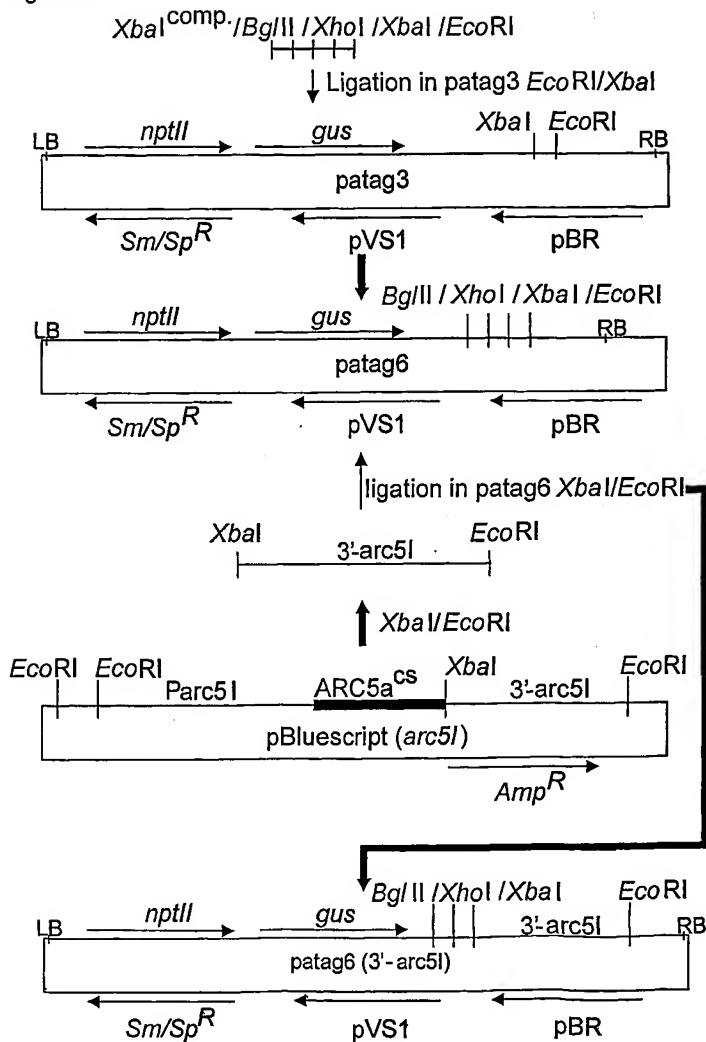 XbaI comp./BglII / XhoI / XbaI / EcoRI
Ligation in patag3 EcoRI/XbaI
LB nptII gus XbaI EcoRI RB
patag3
Sm/Sp R pVS1 pBR
BglII / XhoI / XbaI / EcoRI
LB nptII gus RB
patag6
Sm/Sp R pVS1 pBR
ligation in patag6 XbaI/EcoRI
XbaI EcoRI
3'-arc5I
XbaI/EcoRI
EcoRI EcoRI Parc5I ARC5a cs XbaI 3'-arc5I EcoRI
pBluescript (arc5I)
Amp R
BglII / XhoI / XbaI EcoRI
LB nptII gus 3'-arc5I RB
patag6 (3'-arc5I)
Sm/Sp R pVS1 pBR